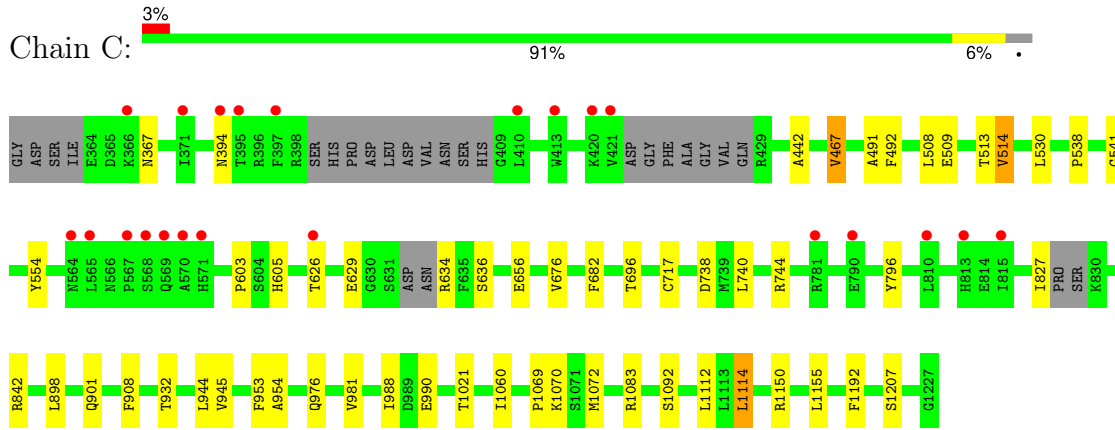 3%
Chain C:
91% 6% •
GLY ASP SER ILE E364 D365 K366 N367 I371 N394 T395 R396 F397 R398 SER HIS PRO ASP LEU ASP ASP VAL ASN SER HIS G409 L410 W413 K420 V421 ASP GLY PHE ALA GLY VAL GLN R429 A442 V467 A491 F492 L508 E509 T513 V514 L530 P538 G541
Y554 N564 L565 N566 P567 S568 Q569 A570 H571 P603 S604 H605 T626 E629 G630 S631 ASP ASN R634 F635 S636 E656 V676 F682 T696 C717 D738 M739 L740 R744 R781 E790 Y796 L810 H813 E814 I815 I827 PRO SER K830
R842 L898 Q901 F908 T932 L944 V945 F953 A954 Q976 V981 I988 D989 E990 T1021 I1060 P1069 K1070 S1071 M1072 R1083 S1092 L1112 L1113 L1114 R1150 L1155 F1192 S1207 G1227